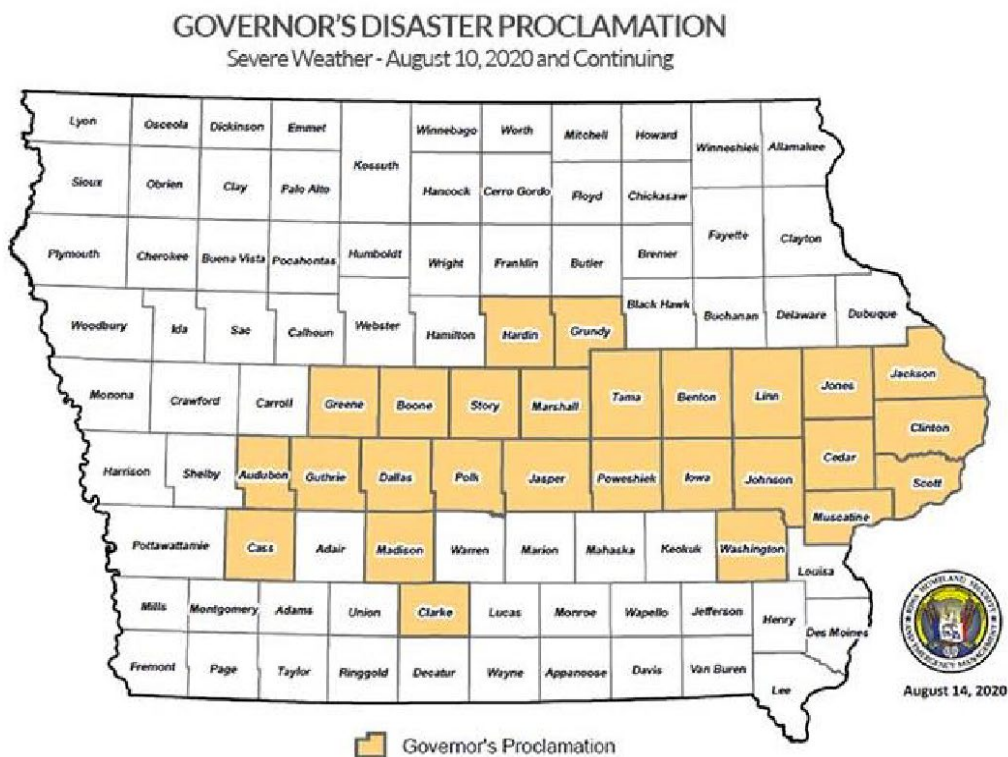 GOVERNOR'S DISASTER PROCLAMATION
Severe Weather - August 10, 2020 and Continuing
Lyon Osceola Dickinson Emmet Kossuth Winnebago Worth Mitchell Howard Winneshiek Allamakee
Sioux Obrien Clay Palo Alto Hancock Cerro Gordo Floyd Chickasaw
Plymouth Cherokee Buena Vista Pocahontas Humboldt Wright Franklin Butler Bremer Fayette Clayton
Woodbury Ida Sac Calhoun Webster Hamilton Hardin Grundy Black Hawk Buchanan Delaware Dubuque
Monona Crawford Carroll Greene Boone Story Marshall Tama Benton Linn Jones Jackson
Clinton
Harrison Shelby Audubon Guthrie Dallas Polk Jasper Poweshiek Iowa Johnson Cedar Scott
Muscatine
Pottawattamie Cass Adair Madison Warren Marion Mahaska Keokuk Washington
Louisa
Mills Montgomery Adams Union Clarke Lucas Monroe Wapello Jefferson Henry Des Moines
Fremont Page Taylor Ringgold Decatur Wayne Appanoose Davis Van Buren Lee
IOWA HOMELAND SECURITY
AND EMERGENCY MANAGEMENT
August 14, 2020
Governor's Proclamation